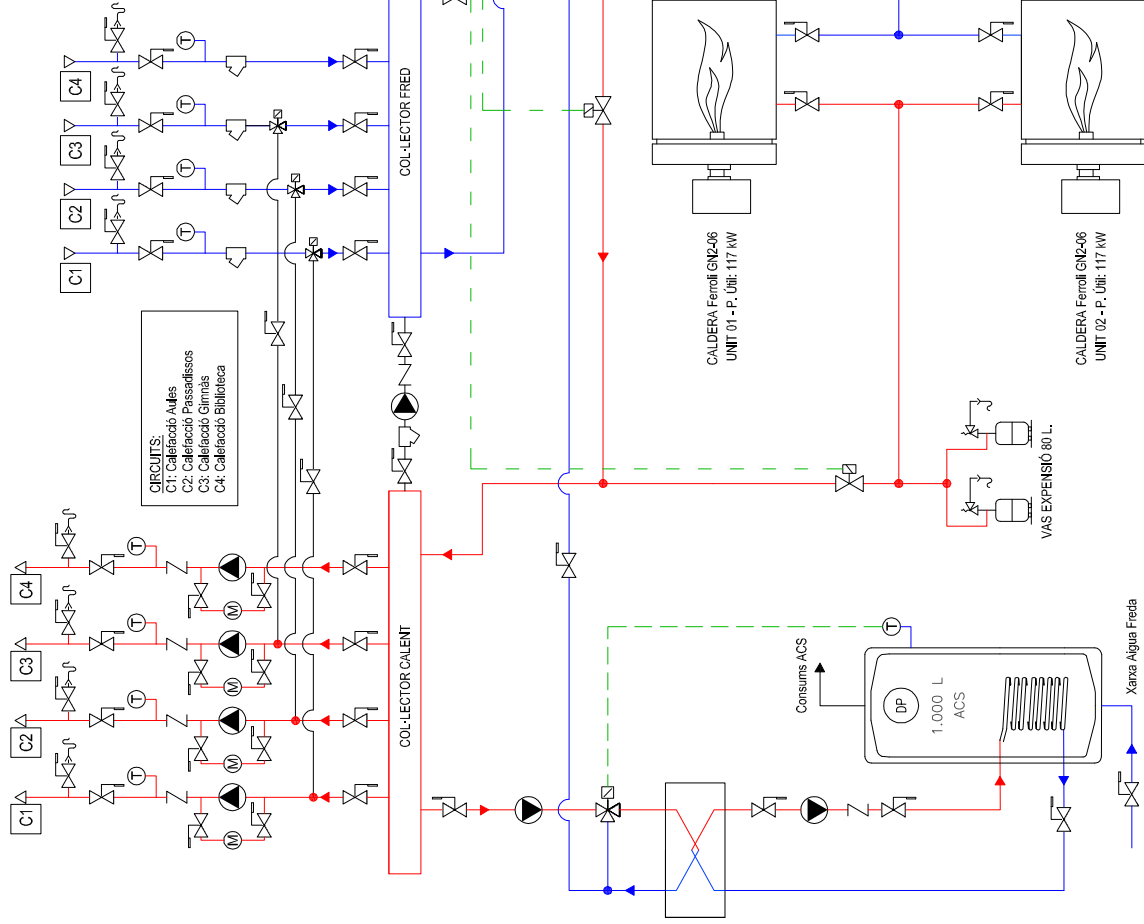 C4
C3
C2
C1
COL·LECTOR FRED
T
T
T
T
CIRCUITS:
C1: Calefacció Aules
C2: Calefacció Passadissos
C3: Calefacció Gimnàs
C4: Calefacció Biblioteca
CALDERA Ferroli GN2-06
UNIT 01 - P. Útil: 117 kW
CALDERA Ferroli GN2-06
UNIT 02 - P. Útil: 117 kW
VAS EXPENSIÓ 80 L.
C4
C3
C2
C1
T
T
T
T
M
M
M
M
COL·LECTOR CALENT
T
Consums ACS
DP
1.000 L
ACS
Xarxa Aigua Freda